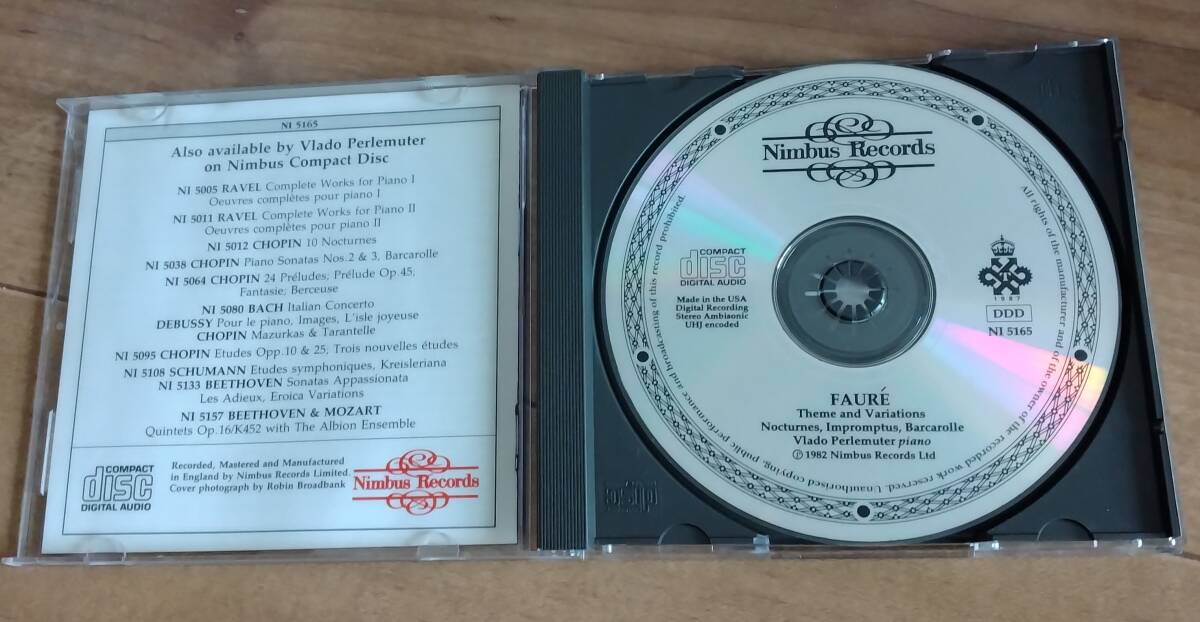 NI 5165
Also available by Vlado Perlemuter
on Nimbus Compact Disc
NI 5005 RAVEL Complete Works for Piano I
Oeuvres complètes pour piano I
NI 5011 RAVEL Complete Works for Piano II
Oeuvres complètes pour piano II
NI 5012 CHOPIN 10 Nocturnes
NI 5038 CHOPIN Piano Sonatas Nos.2 & 3, Barcarolle
NI 5064 CHOPIN 24 Préludes; Prélude Op.45;
Fantasie; Berceuse
NI 5080 BACH Italian Concerto
DEBUSSY Pour le piano, Images, L'isle joyeuse
CHOPIN Mazurkas & Tarantelle
NI 5095 CHOPIN Etudes Opp.10 & 25; Trois nouvelles études
NI 5108 SCHUMANN Etudes symphoniques, Kreisleriana
NI 5133 BEETHOVEN Sonatas Appassionata
Les Adieux, Eroica Variations
NI 5157 BEETHOVEN & MOZART
Quintets Op.16/K452 with The Albion Ensemble
COMPACT
disc
DIGITAL AUDIO
Recorded, Mastered and Manufactured
in England by Nimbus Records Limited.
Cover photograph by Robin Broadbank
Nimbus Records
Nimbus Records
COMPACT
disc
DIGITAL AUDIO
Made in the USA
Digital Recording
Stereo Ambisonic
UHJ encoded
1987
DDD
NI 5165
FAURÉ
Theme and Variations
Nocturnes, Impromptus, Barcarolle
Vlado Perlemuter piano
℗ 1982 Nimbus Records Ltd
All rights of the manufacturer and of the owner of the recorded work reserved. Unauthorised copying, public performance and broadcasting of this record prohibited.
disc